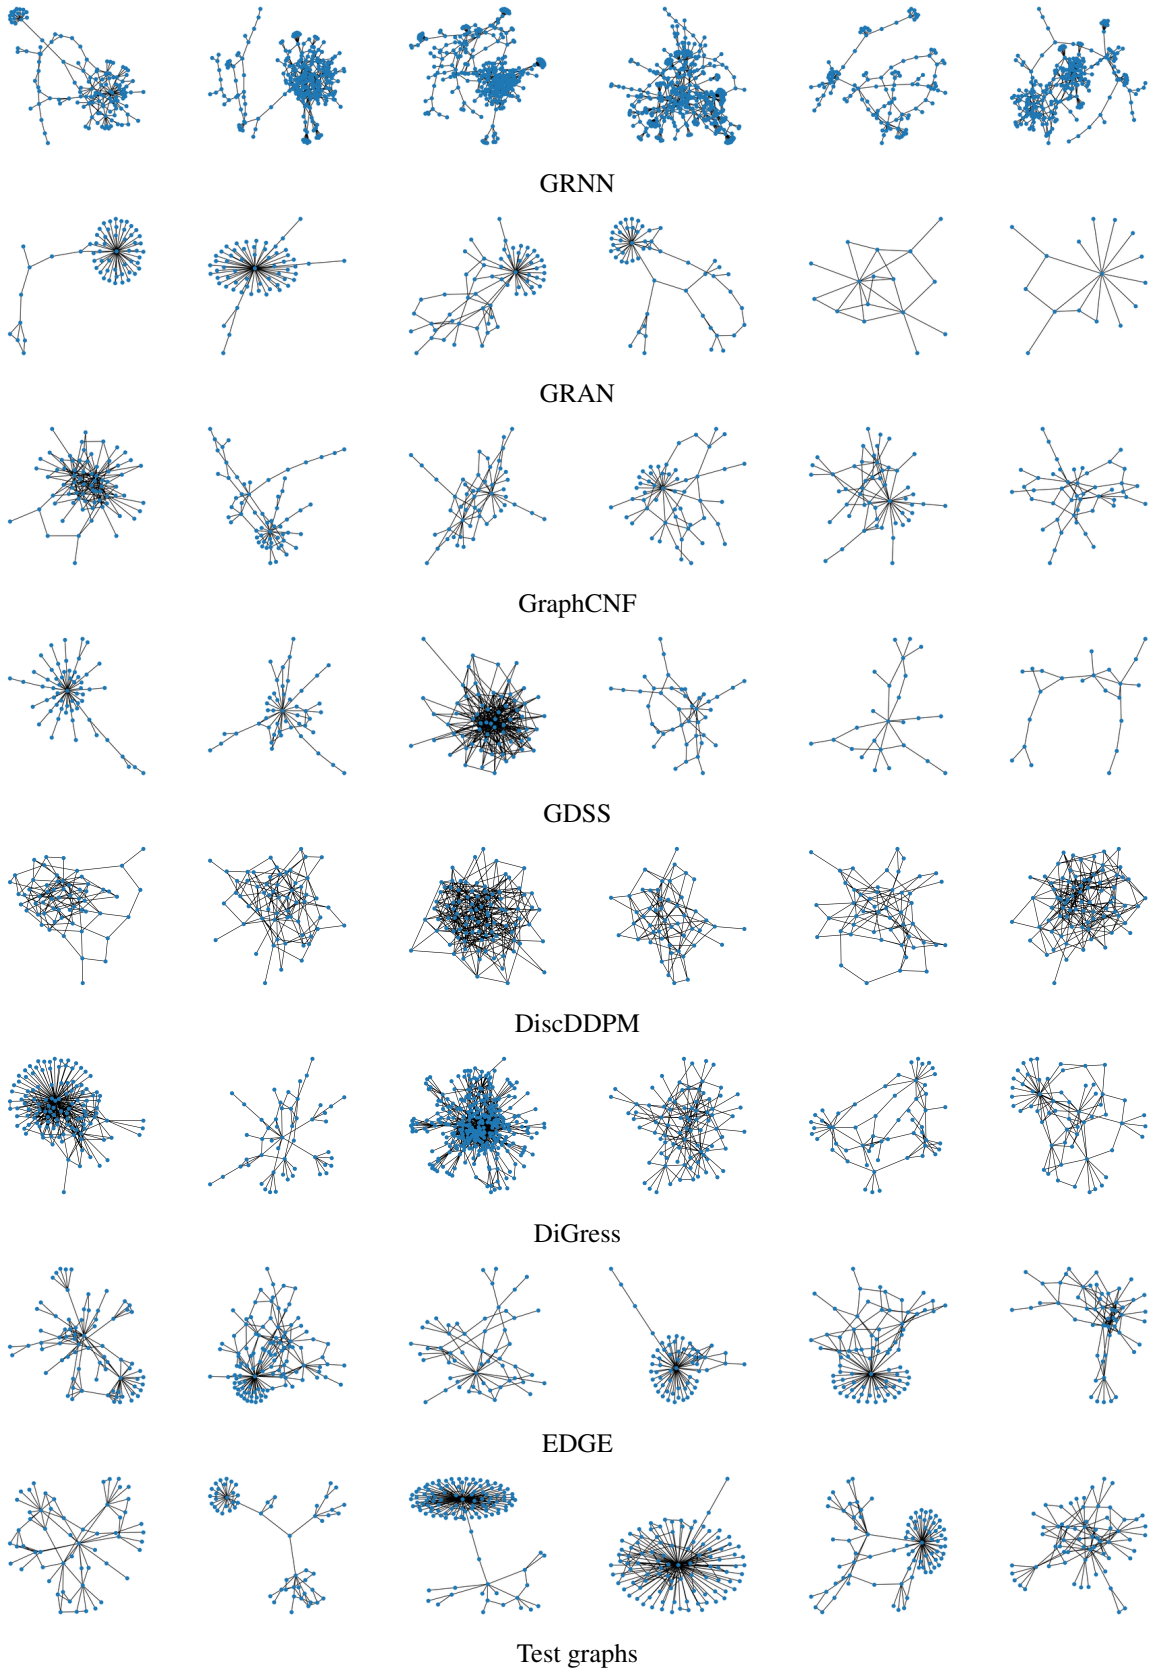 GRNN
GRAN
GraphCNF
GDSS
DiscDDPM
DiGress
EDGE
Test graphs